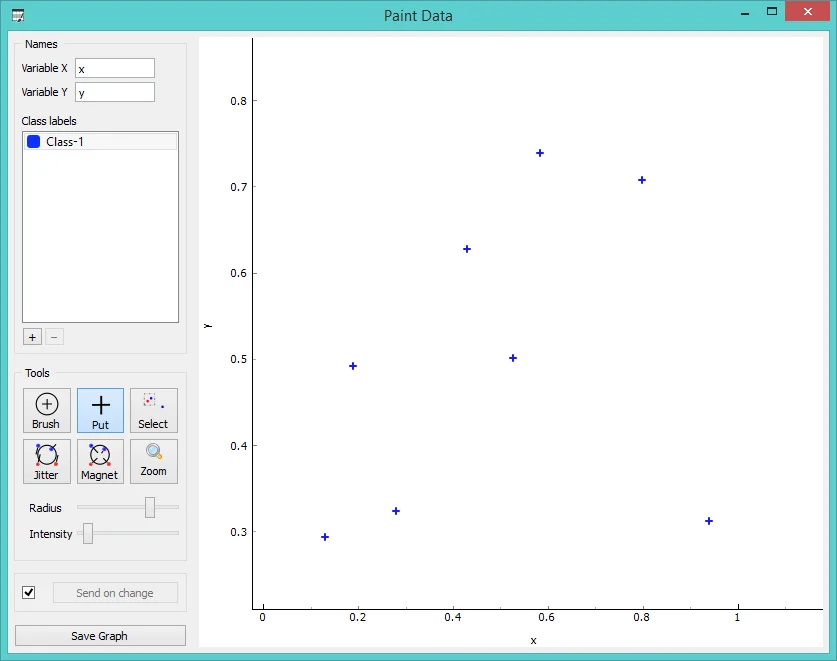 Paint Data
Names
Variable X x
Variable Y y
Class labels
Class-1
+ −
Tools
Brush Put Select
Jitter Magnet Zoom
Radius
Intensity
Send on change
Save Graph
0.8
0.7
0.6
0.5
0.4
0.3
y
0 0.2 0.4 0.6 0.8 1
x